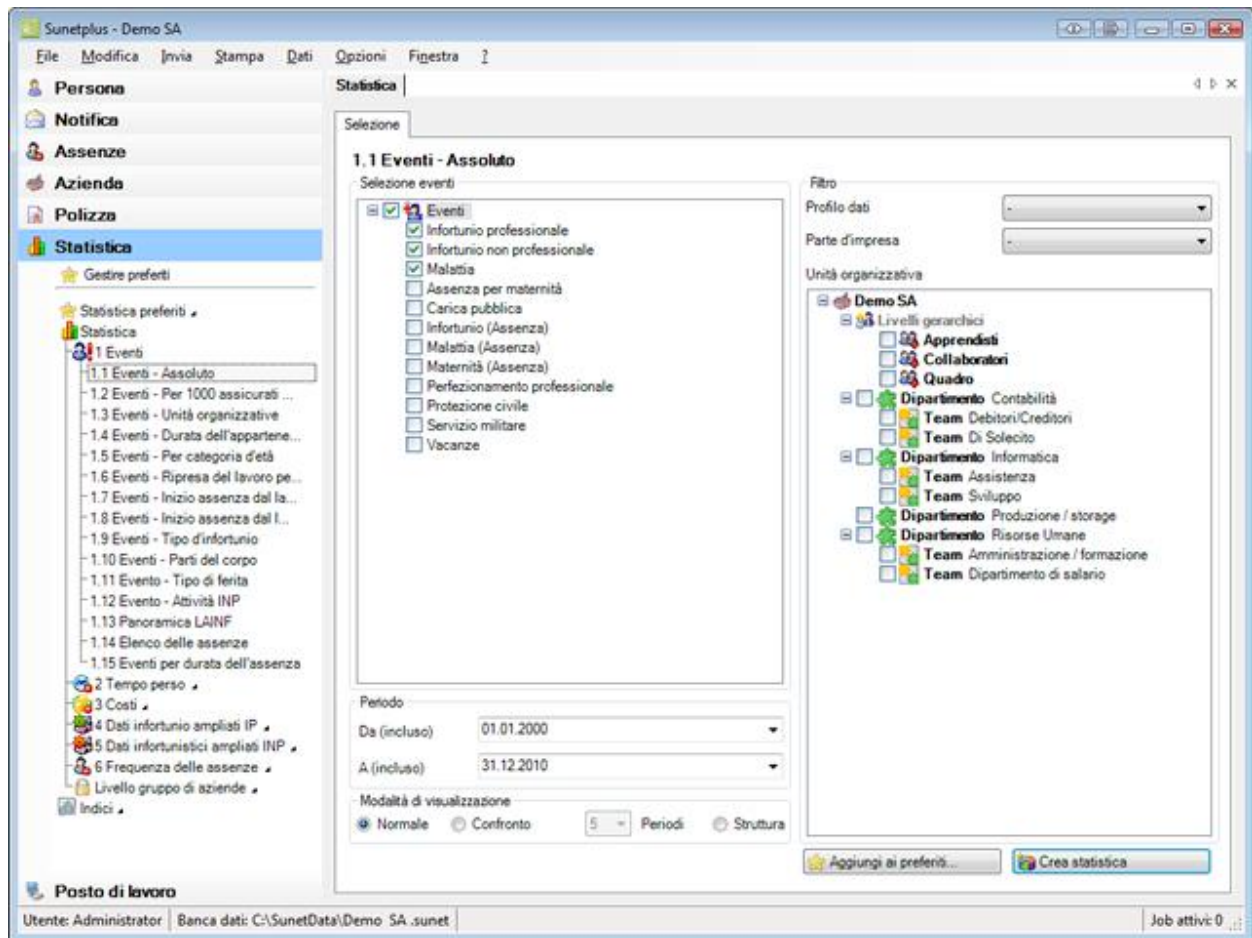 Sunetplus - Demo SA
File Modifica Invia Stampa Dati Opzioni Finestra ?
Persona
Notifica
Assenze
Azienda
Polizza
Statistica
Gestire preferiti
Statistica preferiti
Statistica
1 Eventi
1.1 Eventi - Assoluto
1.2 Eventi - Per 1000 assicurati ...
1.3 Eventi - Unità organizzative
1.4 Eventi - Durata dell'appartene...
1.5 Eventi - Per categoria d'età
1.6 Eventi - Ripresa del lavoro pe...
1.7 Eventi - Inizio assenza dal la...
1.8 Eventi - Inizio assenza dal l...
1.9 Eventi - Tipo d'infortunio
1.10 Eventi - Parti del corpo
1.11 Evento - Tipo di ferita
1.12 Evento - Attività INP
1.13 Panoramica LAINF
1.14 Elenco delle assenze
1.15 Eventi per durata dell'assenza
2 Tempo perso
3 Costi
4 Dati infortunio ampliati IP
5 Dati infortunistici ampliati INP
6 Frequenza delle assenze
Livello gruppo di aziende
Indici
Posto di lavoro
Statistica
Selezione
1.1 Eventi - Assoluto
Selezione eventi
Eventi
Infortunio professionale
Infortunio non professionale
Malattia
Assenza per maternità
Carica pubblica
Infortunio (Assenza)
Malattia (Assenza)
Maternità (Assenza)
Perfezionamento professionale
Protezione civile
Servizio militare
Vacanze
Periodo
Da (incluso) 01.01.2000
A (incluso) 31.12.2010
Modalità di visualizzazione
Normale Confronto 5 Periodi Struttura
Filtro
Profilo dati -
Parte d'impresa -
Unità organizzativa
Demo SA
Livelli gerarchici
Apprendisti
Collaboratori
Quadro
Dipartimento Contabilità
Team Debitori/Creditori
Team Di Solecito
Dipartimento Informatica
Team Assistenza
Team Sviluppo
Dipartimento Produzione / storage
Dipartimento Risorse Umane
Team Amministrazione / formazione
Team Dipartimento di salario
Aggiungi ai preferiti... Crea statistica
Utente: Administrator Banca dati: C:\SunetData\Demo SA .sunet Job attivi: 0